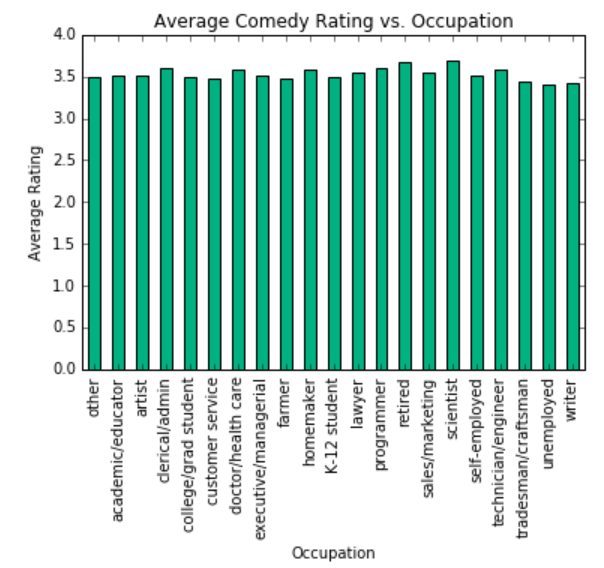 Average Comedy Rating vs. Occupation
4.0
3.5
3.0
2.5
2.0
1.5
1.0
0.5
0.0
Average Rating
other
academic/educator
artist
clerical/admin
college/grad student
customer service
doctor/health care
executive/managerial
farmer
homemaker
K-12 student
lawyer
programmer
retired
sales/marketing
scientist
self-employed
technician/engineer
tradesman/craftsman
unemployed
writer
Occupation